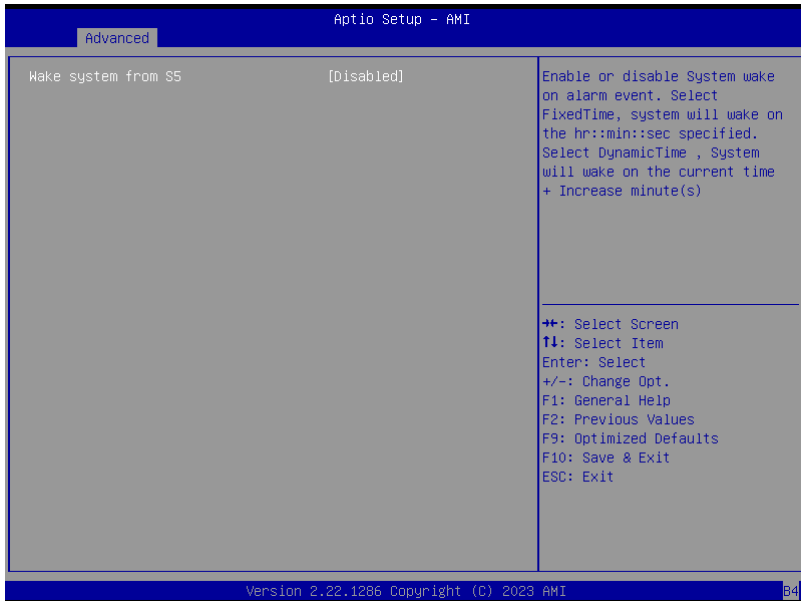 Aptio Setup – AMI
Advanced
Wake system from S5 [Disabled]
Enable or disable System wake
on alarm event. Select
FixedTime, system will wake on
the hr::min::sec specified.
Select DynamicTime , System
will wake on the current time
+ Increase minute(s)
→←: Select Screen
↑↓: Select Item
Enter: Select
+/-: Change Opt.
F1: General Help
F2: Previous Values
F9: Optimized Defaults
F10: Save & Exit
ESC: Exit
Version 2.22.1286 Copyright (C) 2023 AMI
B4